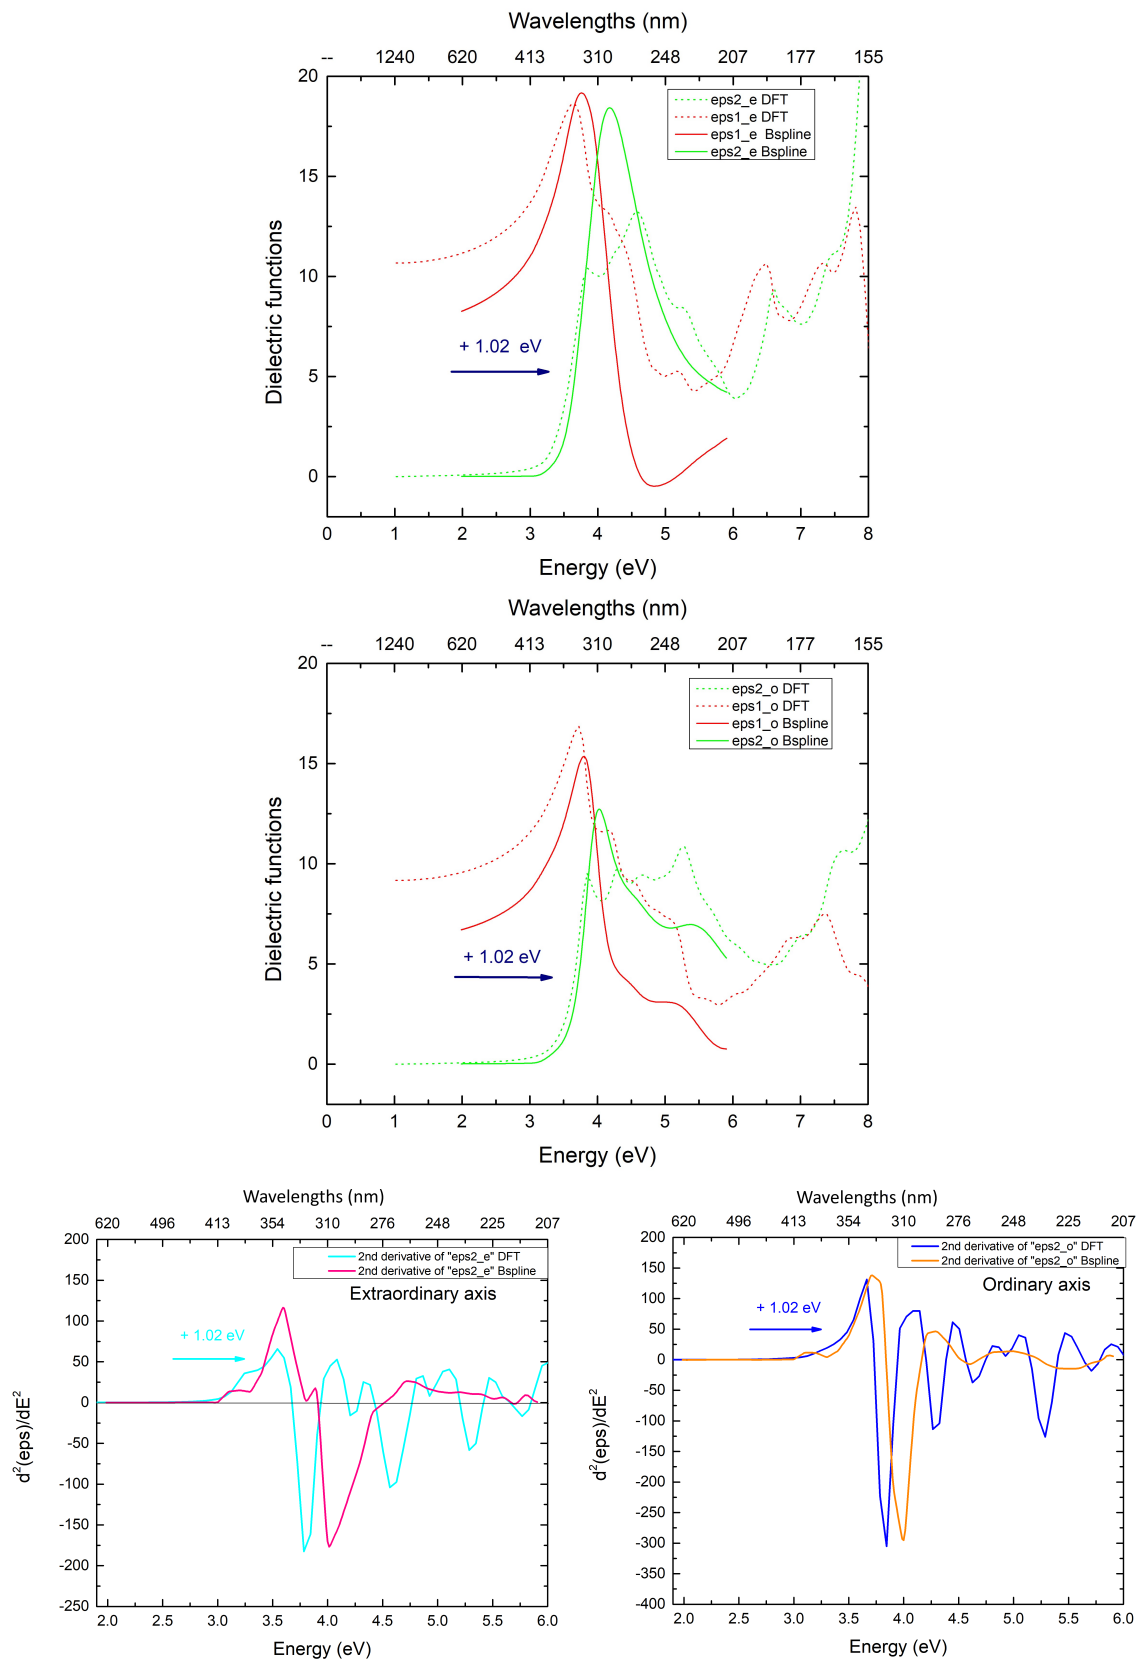 Wavelengths (nm)
-- 1240 620 413 310 248 207 177 155
20
15
10
5
0
Dielectric functions
eps2_e DFT
eps1_e DFT
eps1_e Bspline
eps2_e Bspline
+ 1.02 eV
0 1 2 3 4 5 6 7 8
Energy (eV)
Wavelengths (nm)
-- 1240 620 413 310 248 207 177 155
20
15
10
5
0
Dielectric functions
eps2_o DFT
eps1_o DFT
eps1_o Bspline
eps2_o Bspline
+ 1.02 eV
0 1 2 3 4 5 6 7 8
Energy (eV)
Wavelengths (nm)
620 496 413 354 310 276 248 225 207
200
150
100
50
0
-50
-100
-150
-200
-250
d²(eps)/dE²
2nd derivative of "eps2_e" DFT
2nd derivative of "eps2_e" Bspline
Extraordinary axis
+ 1.02 eV
2.0 2.5 3.0 3.5 4.0 4.5 5.0 5.5 6.0
Energy (eV)
Wavelengths (nm)
620 496 413 354 310 276 248 225 207
200
150
100
50
0
-50
-100
-150
-200
-250
-300
-350
-400
d²(eps)/dE²
2nd derivative of "eps2_o" DFT
2nd derivative of "eps2_o" Bspline
Ordinary axis
+ 1.02 eV
2.0 2.5 3.0 3.5 4.0 4.5 5.0 5.5 6.0
Energy (eV)